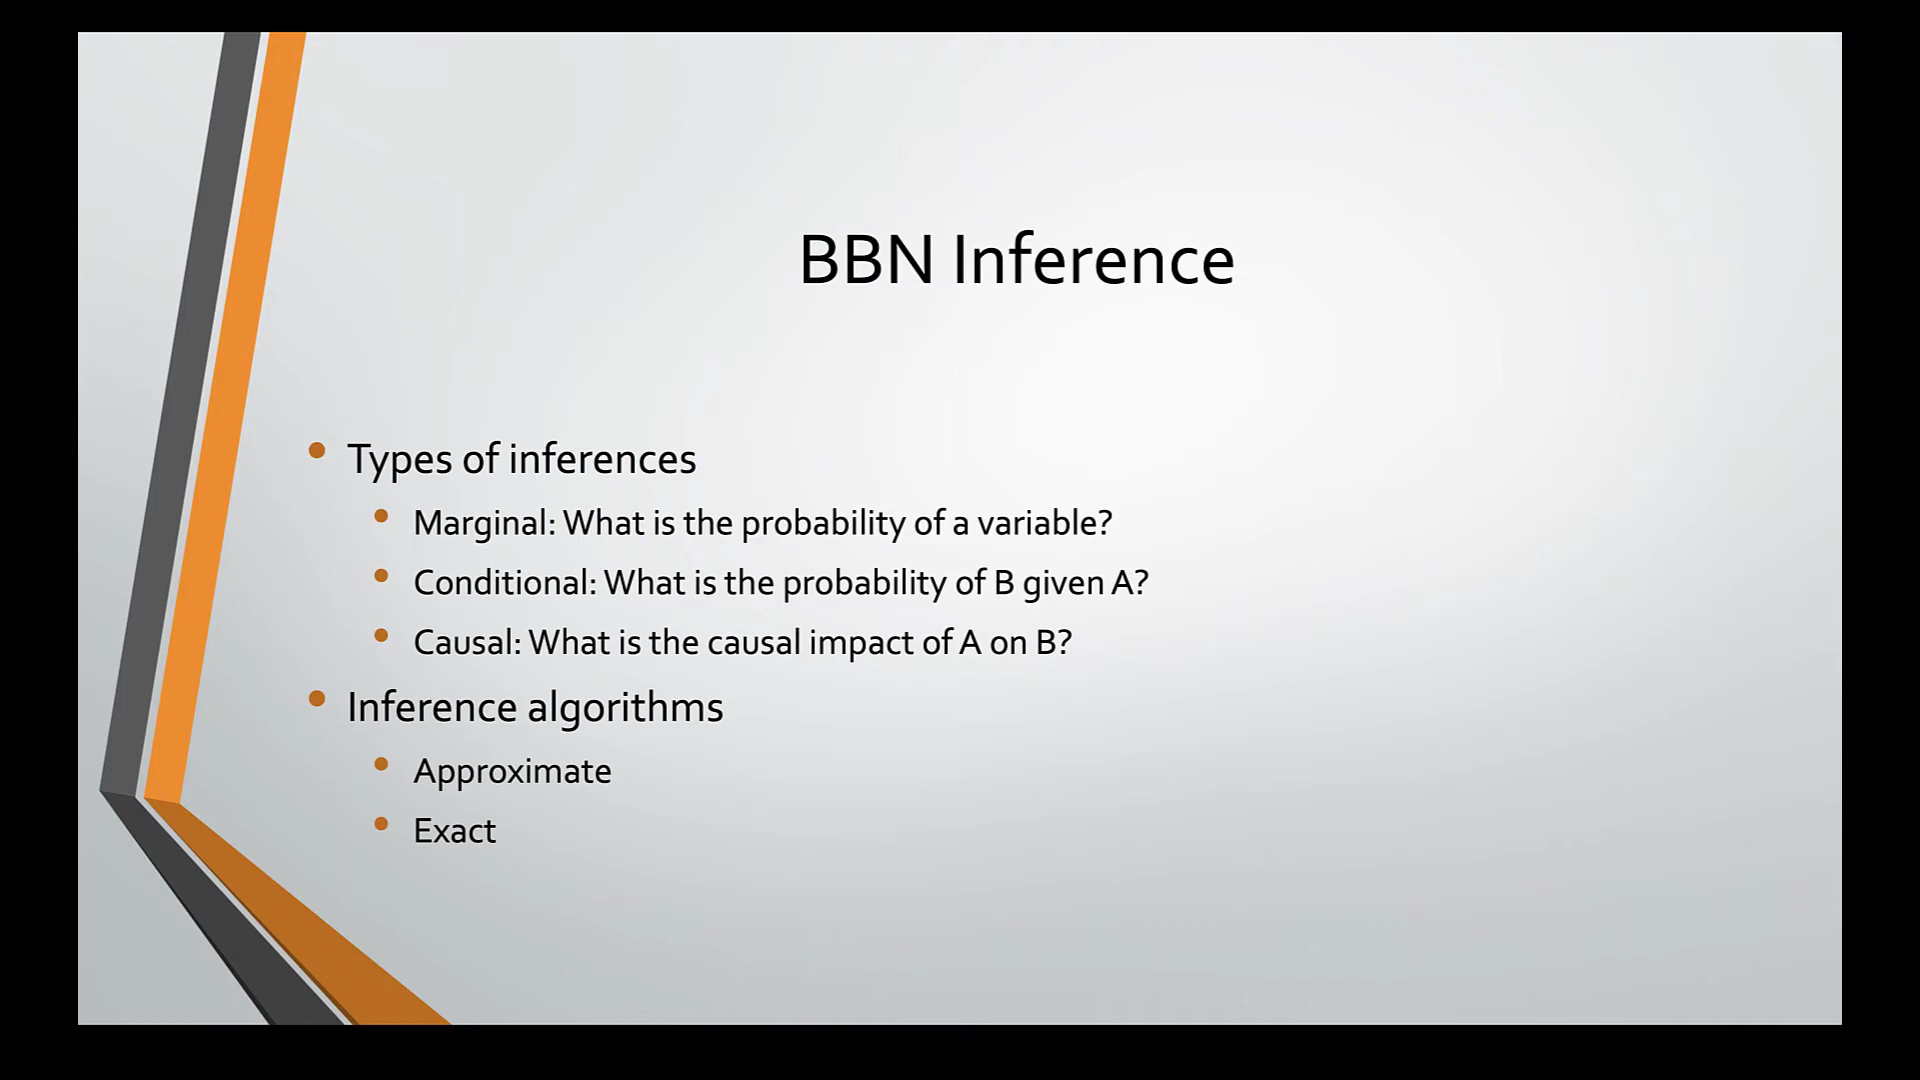 BBN Inference
Types of inferences
Marginal: What is the probability of a variable?
Conditional: What is the probability of B given A?
Causal: What is the causal impact of A on B?
Inference algorithms
Approximate
Exact